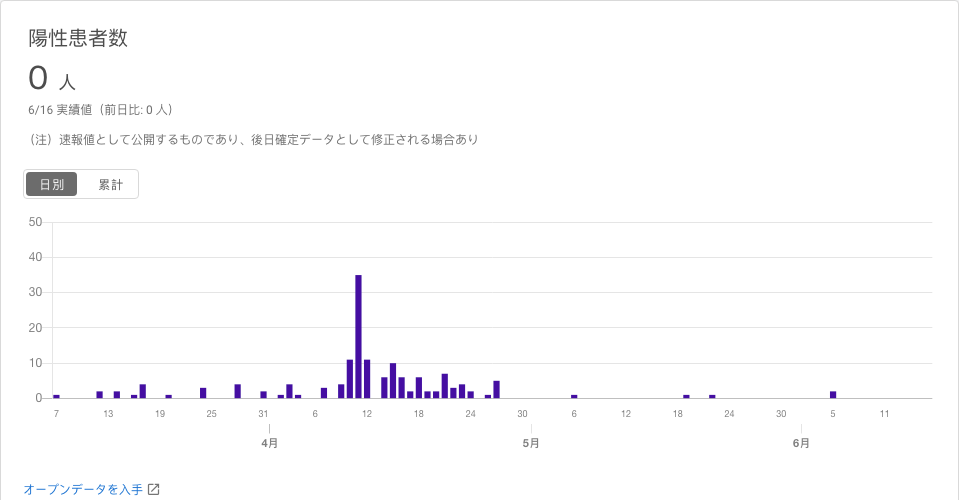 陽性患者数
0 人
6/16 実績値（前日比: 0 人）
（注）速報値として公開するものであり、後日確定データとして修正される場合あり
日別 累計
50
40
30
20
10
0
7 13 19 25 31 6 12 18 24 30 6 12 18 24 30 5 11
4月 5月 6月
オープンデータを入手